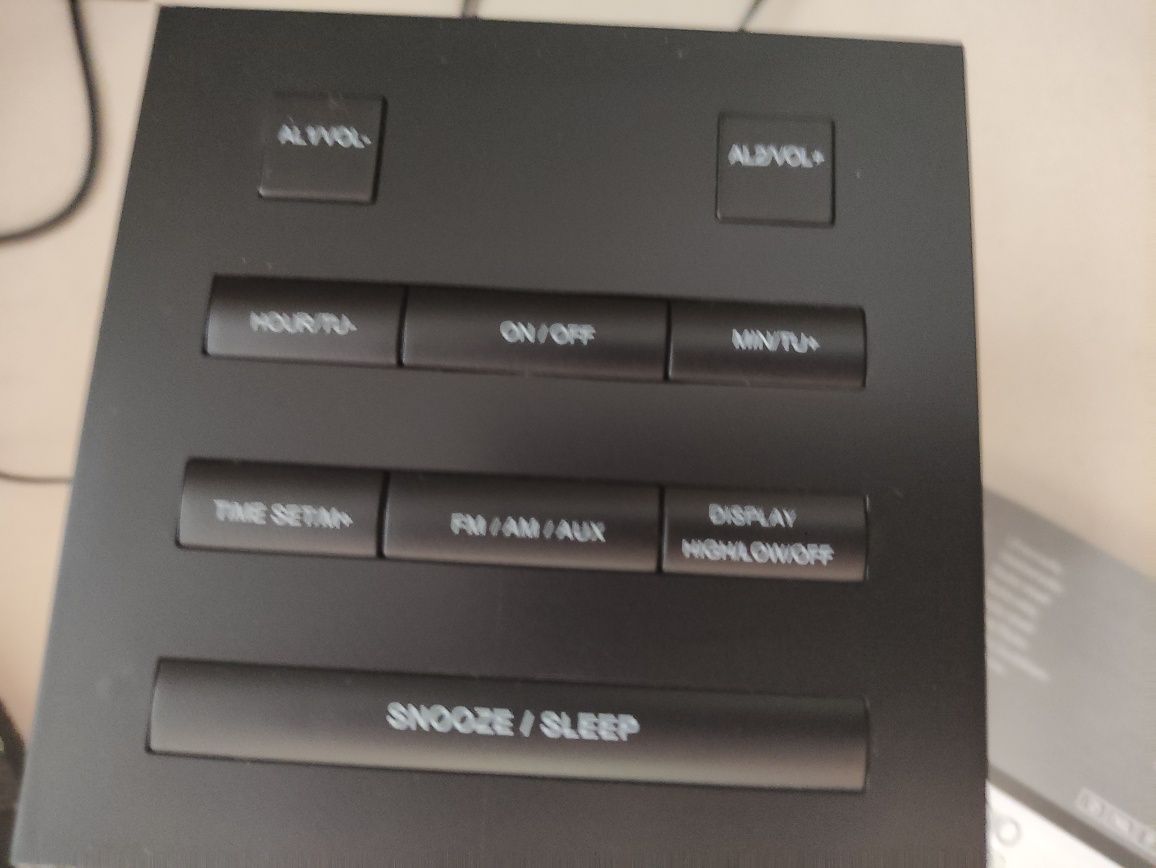 AL1/VOL-
AL2/VOL+
HOUR/TU-
ON / OFF
MIN/TU+
TIME SET/M+
FM / AM / AUX
DISPLAY
HIGH/LOW/OFF
SNOOZE / SLEEP